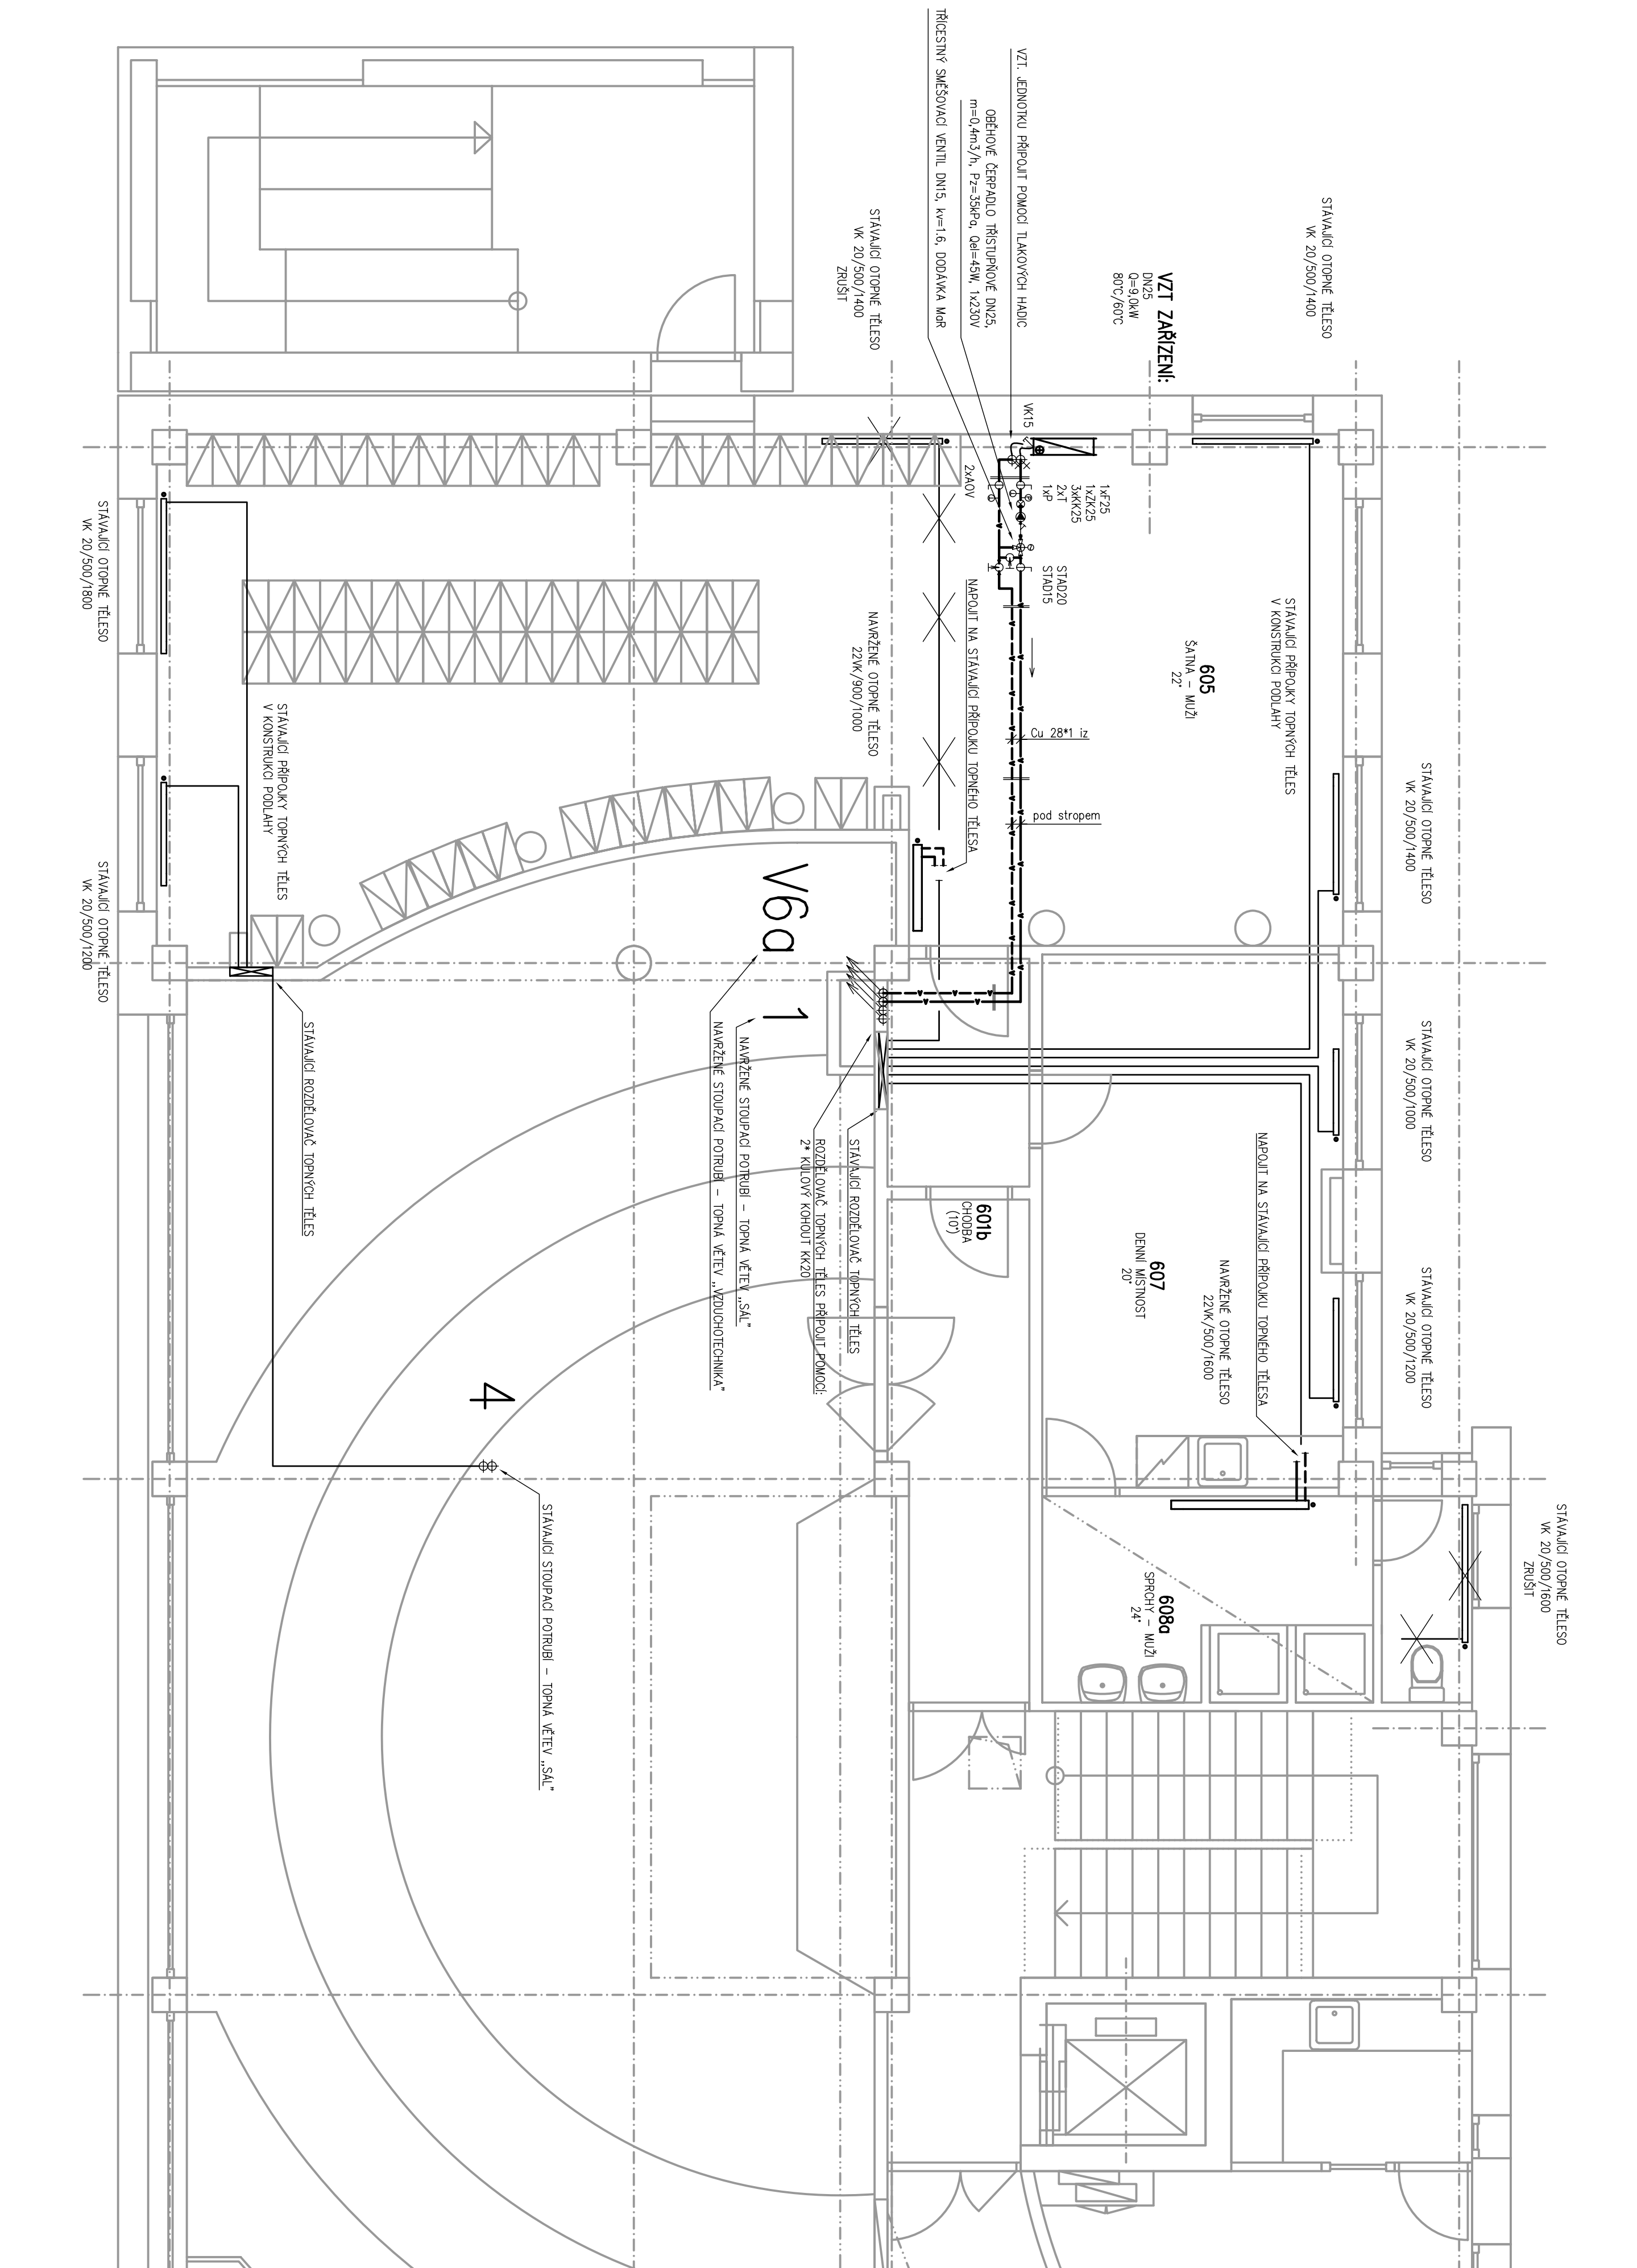 STÁVAJÍCÍ OTOPNÉ TĚLESO
VK 20/500/1600
ZRUŠIT
STÁVAJÍCÍ OTOPNÉ TĚLESO
VK 20/500/1400
STÁVAJÍCÍ OTOPNÉ TĚLESO
VK 20/500/1000
STÁVAJÍCÍ OTOPNÉ TĚLESO
VK 20/500/1200
STÁVAJÍCÍ OTOPNÉ TĚLESO
VK 20/500/1400
STÁVAJÍCÍ PŘÍPOJKY TOPNÝCH TĚLES
V KONSTRUKCI PODLAHY
NAPOJIT NA STÁVAJÍCÍ PŘÍPOJKU TOPNÉHO TĚLESA
NAVRŽENÉ OTOPNÉ TĚLESO
22VK/500/1600
VZT ZAŘÍZENÍ:
DN25
Q=9,0kW
80°C/60°C
605
ŠATNA – MUŽI
22°
607
DENNÍ MÍSTNOST
20°
608a
SPRCHY – MUŽI
24°
1xF25
1xZK25
3xKK25
2xT
1xP
STAD20
STAD15
Cu 28*1 iz
pod stropem
VK15
VZT. JEDNOTKU PŘIPOJIT POMOCÍ TLAKOVÝCH HADIC
OBĚHOVÉ ČERPADLO TŘÍSTUPŇOVÉ DN25,
m=0,4m3/h, Pz=35kPa, Qel=45W, 1x230V
TŘÍCESTNÝ SMĚŠOVACÍ VENTIL DN15, kv=1.6, DODÁVKA MaR
2xAOV
NAPOJIT NA STÁVAJÍCÍ PŘÍPOJKU TOPNÉHO TĚLESA
601b
CHODBA
(10°)
STÁVAJÍCÍ OTOPNÉ TĚLESO
VK 20/500/1400
ZRUŠIT
NAVRŽENÉ OTOPNÉ TĚLESO
22VK/900/1000
STÁVAJÍCÍ ROZDĚLOVAČ TOPNÝCH TĚLES
ROZDĚLOVAČ TOPNÝCH TĚLES PŘIPOJIT POMOCÍ:
2* KULOVÝ KOHOUT KK20
V6a
1
NAVRŽENÉ STOUPACÍ POTRUBÍ – TOPNÁ VĚTEV „SÁL"
NAVRŽENÉ STOUPACÍ POTRUBÍ – TOPNÁ VĚTEV „VZDUCHOTECHNIKA"
4
STÁVAJÍCÍ STOUPACÍ POTRUBÍ – TOPNÁ VĚTEV „SÁL"
STÁVAJÍCÍ ROZDĚLOVAČ TOPNÝCH TĚLES
STÁVAJÍCÍ PŘÍPOJKY TOPNÝCH TĚLES
V KONSTRUKCI PODLAHY
STÁVAJÍCÍ OTOPNÉ TĚLESO
VK 20/500/1800
STÁVAJÍCÍ OTOPNÉ TĚLESO
VK 20/500/1200